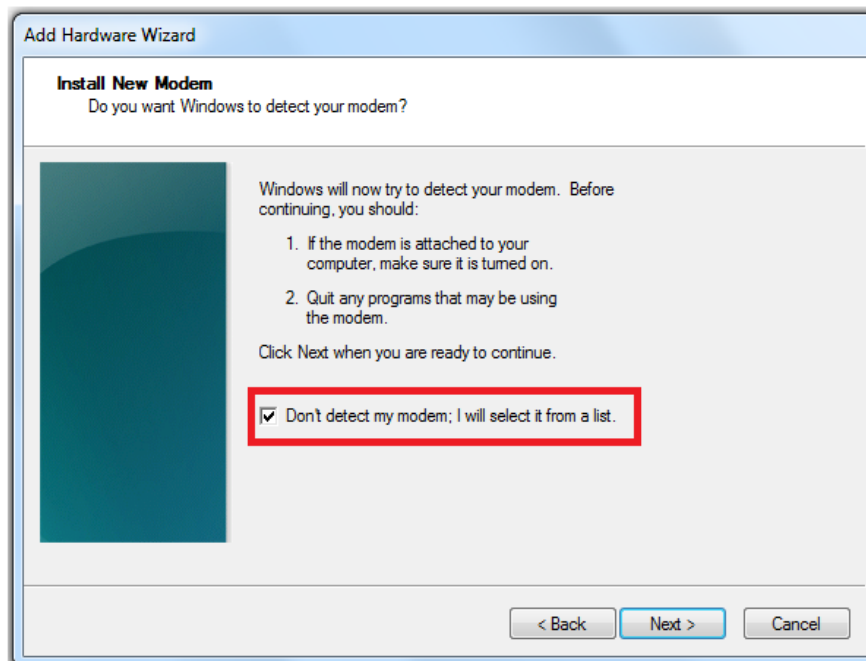 Add Hardware Wizard
Install New Modem
Do you want Windows to detect your modem?
Windows will now try to detect your modem. Before
continuing, you should:
1. If the modem is attached to your
computer, make sure it is turned on.
2. Quit any programs that may be using
the modem.
Click Next when you are ready to continue.
Don't detect my modem; I will select it from a list.
< Back Next > Cancel